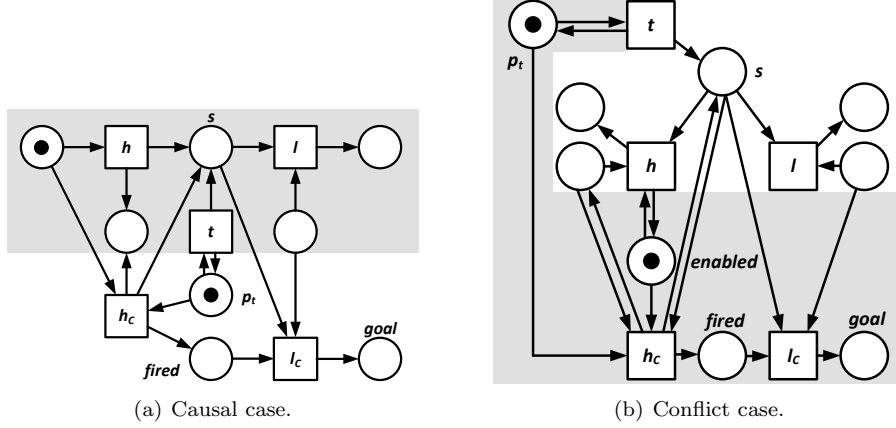 h
s
l
t
p_t
h_C
fired
l_C
goal
(a) Causal case.
p_t
t
s
h
l
enabled
fired
goal
h_C
l_C
(b) Conflict case.